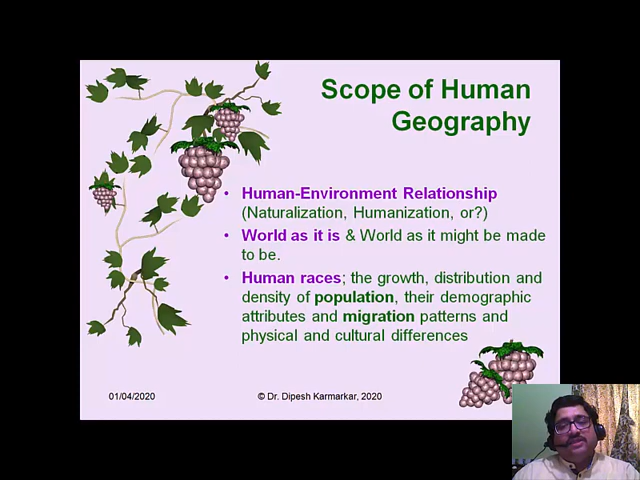 Scope of Human
Geography
• Human-Environment Relationship
(Naturalization, Humanization, or?)
• World as it is & World as it might be made
to be.
• Human races; the growth, distribution and
density of population, their demographic
attributes and migration patterns and
physical and cultural differences
01/04/2020
© Dr. Dipesh Karmarkar, 2020